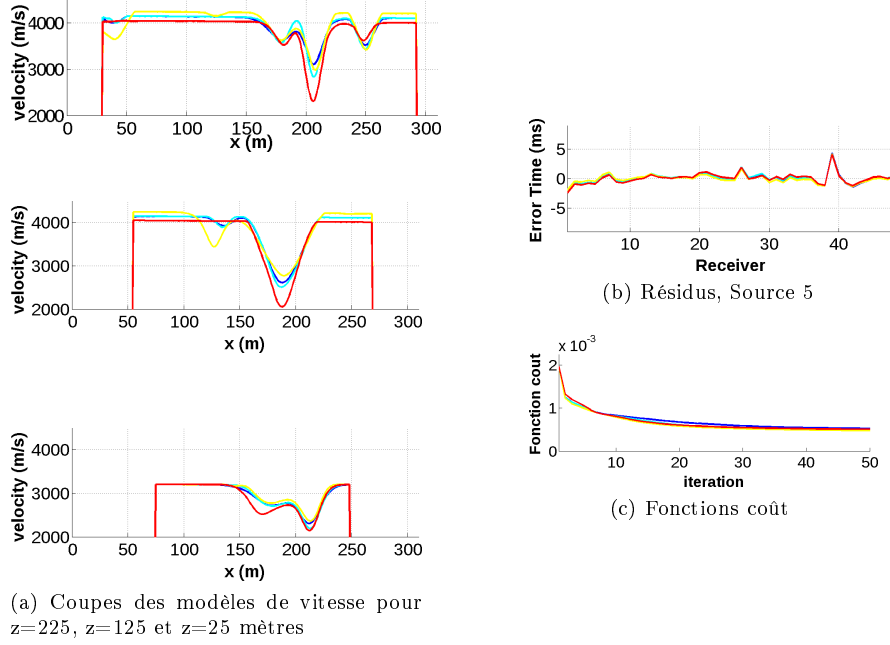 velocity (m/s)
4000
3000
2000
0 50 100 150 200 250 300
x (m)
velocity (m/s)
4000
3000
2000
0 50 100 150 200 250 300
x (m)
velocity (m/s)
4000
3000
2000
0 50 100 150 200 250 300
x (m)
(a) Coupes des modèles de vitesse pour
z=225, z=125 et z=25 mètres
Error Time (ms)
5
0
-5
10 20 30 40
Receiver
(b) Résidus, Source 5
x 10^-3
Fonction cout
2
1
0
10 20 30 40 50
iteration
(c) Fonctions coût